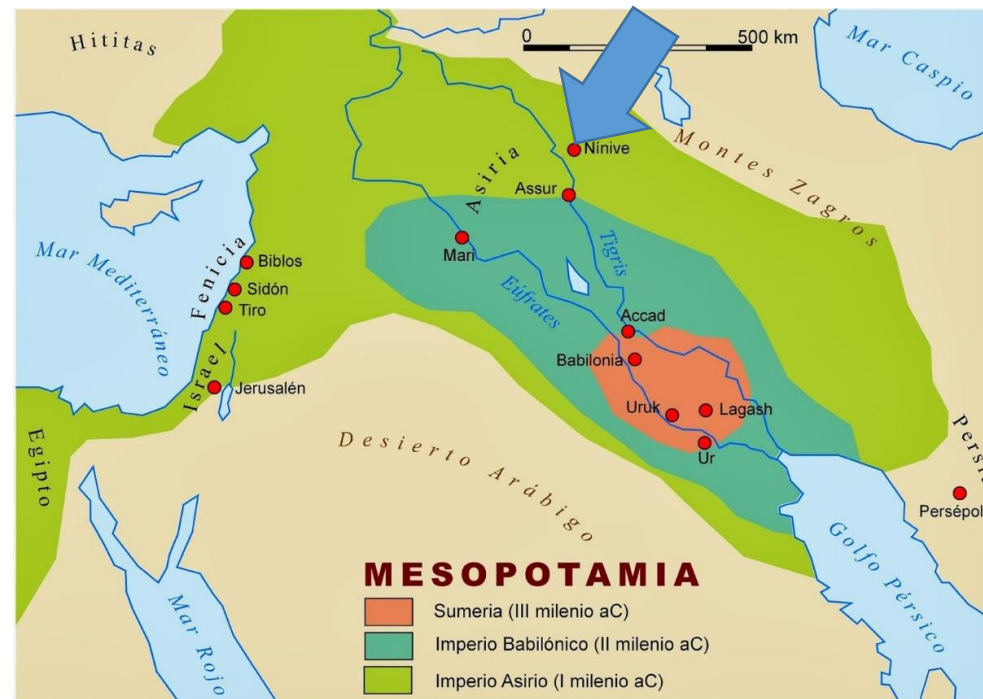 Hititas
0 500 km
Mar Caspio
Montes Zagros
Nínive
Asiria
Assur
Mari
Tigris
Eúfrates
Mar Mediterráneo
Fenicia
Biblos
Sidón
Tiro
Israel
Jerusalén
Accad
Babilonia
Uruk
Lagash
Ur
Egipto
Desierto Arábigo
Persia
Persépol
Golfo Pérsico
Mar Rojo
MESOPOTAMIA
Sumeria (III milenio aC)
Imperio Babilónico (II milenio aC)
Imperio Asirio (I milenio aC)